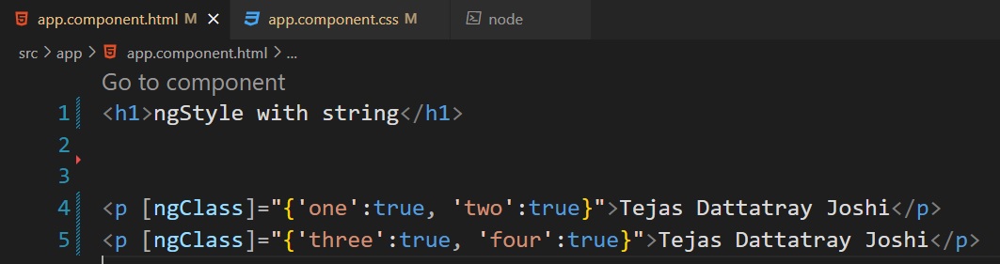 app.component.html M × app.component.css M node
src > app > app.component.html > ...
Go to component
1 <h1>ngStyle with string</h1>
2
3
4 <p [ngClass]="{'one':true, 'two':true}">Tejas Dattatray Joshi</p>
5 <p [ngClass]="{'three':true, 'four':true}">Tejas Dattatray Joshi</p>